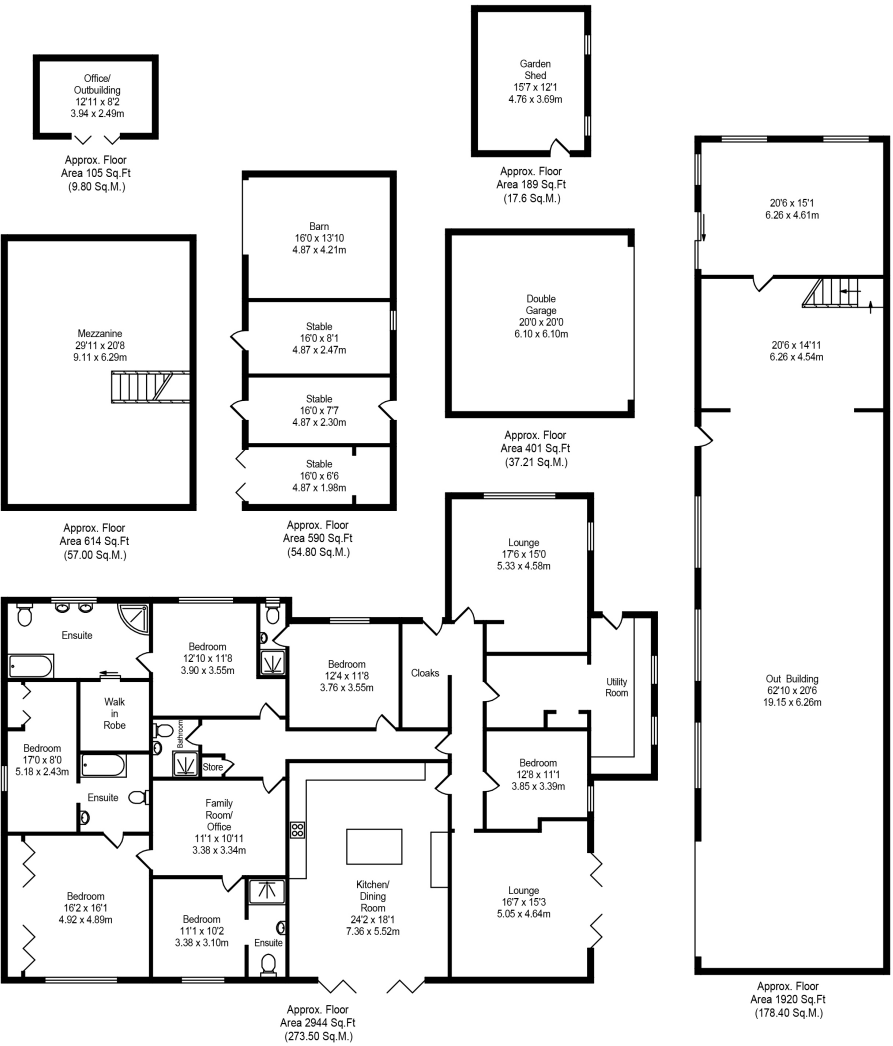 Office/
Outbuilding
12'11 x 8'2
3.94 x 2.49m
Approx. Floor
Area 105 Sq.Ft
(9.80 Sq.M.)
Garden
Shed
15'7 x 12'1
4.76 x 3.69m
Approx. Floor
Area 189 Sq.Ft
(17.6 Sq.M.)
Mezzanine
29'11 x 20'8
9.11 x 6.29m
Approx. Floor
Area 614 Sq.Ft
(57.00 Sq.M.)
Barn
16'0 x 13'10
4.87 x 4.21m
Stable
16'0 x 8'1
4.87 x 2.47m
Stable
16'0 x 7'7
4.87 x 2.30m
Stable
16'0 x 6'6
4.87 x 1.98m
Approx. Floor
Area 590 Sq.Ft
(54.80 Sq.M.)
Double
Garage
20'0 x 20'0
6.10 x 6.10m
Approx. Floor
Area 401 Sq.Ft
(37.21 Sq.M.)
20'6 x 15'1
6.26 x 4.61m
20'6 x 14'11
6.26 x 4.54m
Out Building
62'10 x 20'6
19.15 x 6.26m
Approx. Floor
Area 1920 Sq.Ft
(178.40 Sq.M.)
Lounge
17'6 x 15'0
5.33 x 4.58m
Ensuite
Bedroom
12'10 x 11'8
3.90 x 3.55m
Bedroom
12'4 x 11'8
3.76 x 3.55m
Cloaks
Utility
Room
Walk
in
Robe
Bedroom
17'0 x 8'0
5.18 x 2.43m
Bathroom
Store
Ensuite
Family
Room/
Office
11'1 x 10'11
3.38 x 3.34m
Bedroom
12'8 x 11'1
3.85 x 3.39m
Bedroom
16'2 x 16'1
4.92 x 4.89m
Bedroom
11'1 x 10'2
3.38 x 3.10m
Ensuite
Kitchen/
Dining
Room
24'2 x 18'1
7.36 x 5.52m
Lounge
16'7 x 15'3
5.05 x 4.64m
Approx. Floor
Area 2944 Sq.Ft
(273.50 Sq.M.)